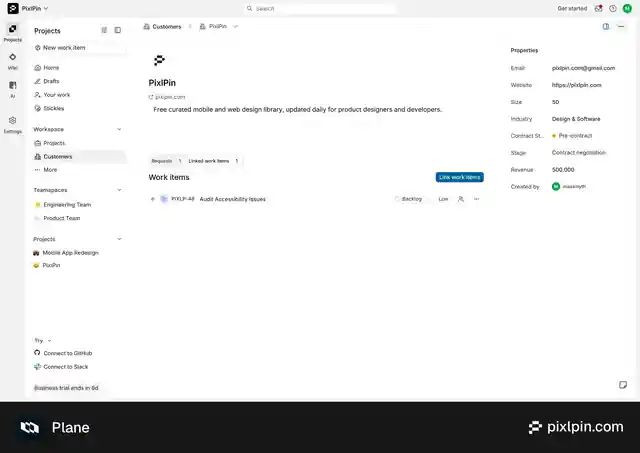 PixlPin
Search
Get started
M
Projects
Wiki
AI
Settings
Projects
New work item
Home
Drafts
Your work
Stickies
Workspace
Projects
Customers
More
Teamspaces
Engineering Team
Product Team
Projects
Mobile App Redesign
PixlPin
Try
Connect to GitHub
Connect to Slack
Business trial ends in 6d
Customers
PixlPin
PixlPin
pixlpin.com
Free curated mobile and web design library, updated daily for product designers and developers.
Requests 1 Linked work items 1
Work items
Link work items
PIXLP-48 Audit Accessibility Issues Backlog Low
Properties
Email pixlpin.com@gmail.com
Website https://pixlpin.com
Size 50
Industry Design & Software
Contract St... Pre-contract
Stage Contract negotiation
Revenue 500,000
Created by M maxsmyth
Plane
pixlpin.com